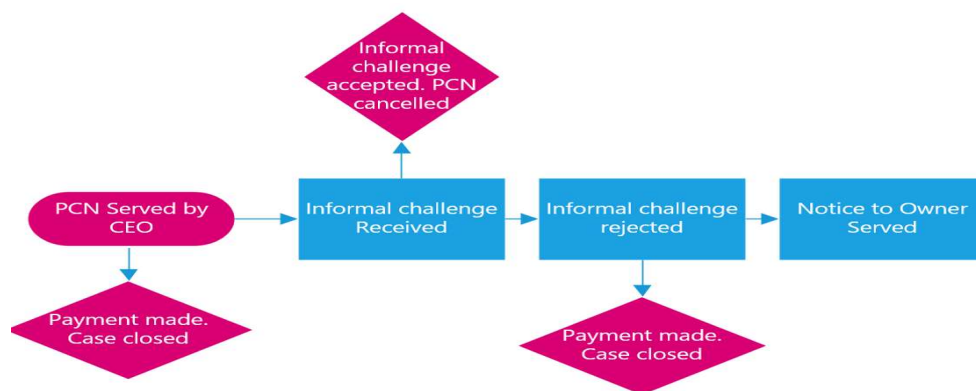 Informal
challenge
accepted. PCN
cancelled
PCN Served by
CEO
Informal challenge
Received
Informal challenge
rejected
Notice to Owner
Served
Payment made.
Case closed
Payment made.
Case closed